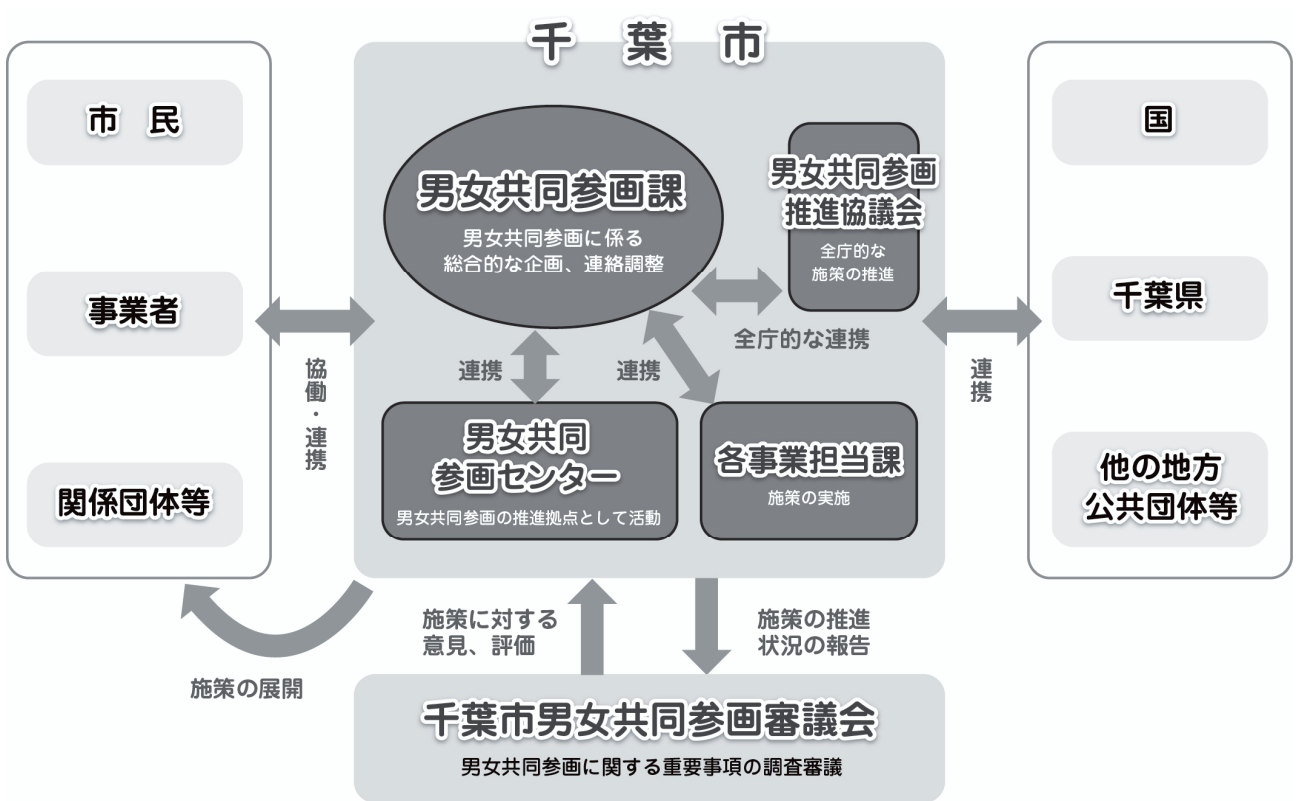 千葉市
市民
事業者
関係団体等
協働・連携
男女共同参画課
男女共同参画に係る
総合的な企画、連絡調整
男女共同参画
推進協議会
全庁的な
施策の推進
全庁的な連携
連携
連携
男女共同
参画センター
男女共同参画の推進拠点として活動
各事業担当課
施策の実施
連携
国
千葉県
他の地方
公共団体等
施策の展開
施策に対する
意見、評価
施策の推進
状況の報告
千葉市男女共同参画審議会
男女共同参画に関する重要事項の調査審議